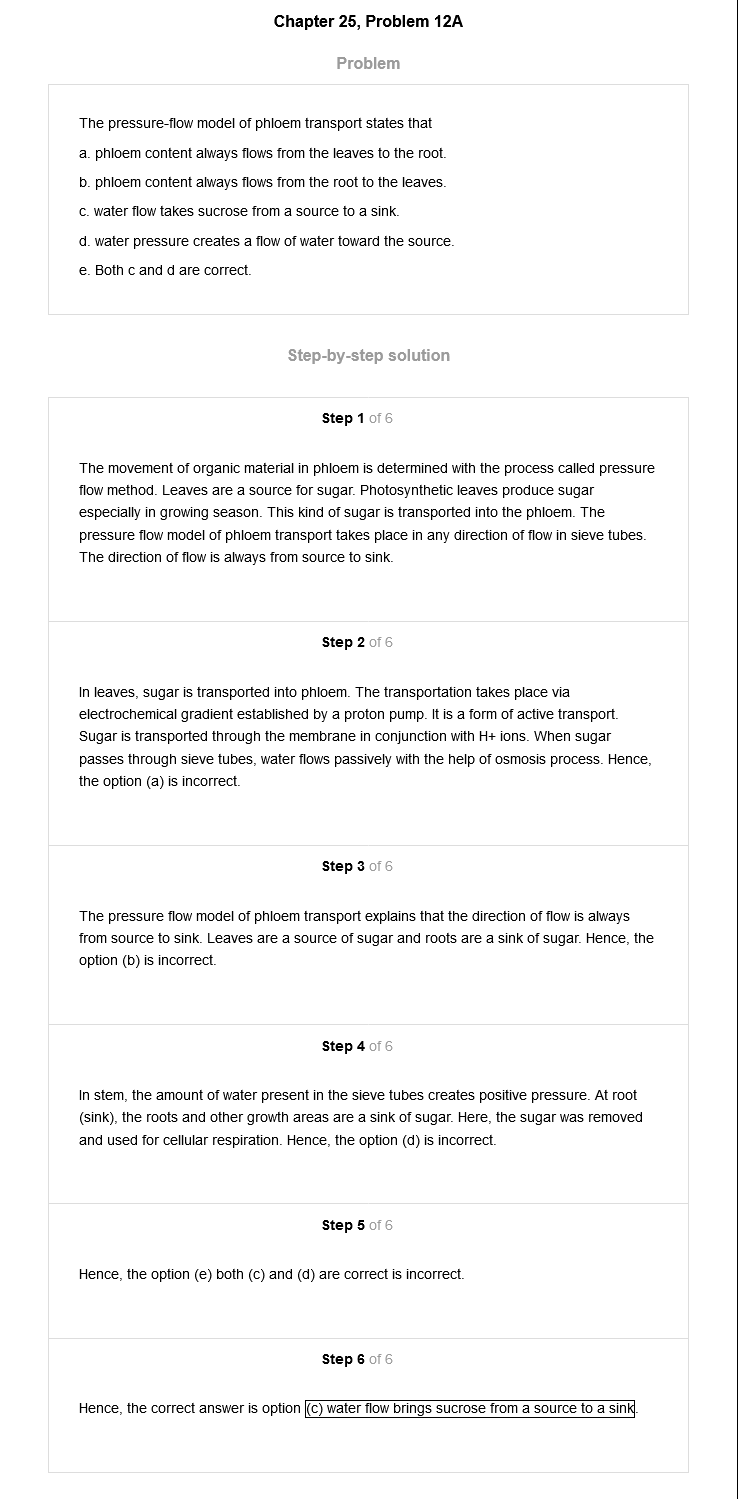 Chapter 25, Problem 12A
Problem
The pressure-flow model of phloem transport states that
a. phloem content always flows from the leaves to the root.
b. phloem content always flows from the root to the leaves.
c. water flow takes sucrose from a source to a sink.
d. water pressure creates a flow of water toward the source.
e. Both c and d are correct.
Step-by-step solution
Step 1 of 6
The movement of organic material in phloem is determined with the process called pressure
flow method. Leaves are a source for sugar. Photosynthetic leaves produce sugar
especially in growing season. This kind of sugar is transported into the phloem. The
pressure flow model of phloem transport takes place in any direction of flow in sieve tubes.
The direction of flow is always from source to sink.
Step 2 of 6
In leaves, sugar is transported into phloem. The transportation takes place via
electrochemical gradient established by a proton pump. It is a form of active transport.
Sugar is transported through the membrane in conjunction with H+ ions. When sugar
passes through sieve tubes, water flows passively with the help of osmosis process. Hence,
the option (a) is incorrect.
Step 3 of 6
The pressure flow model of phloem transport explains that the direction of flow is always
from source to sink. Leaves are a source of sugar and roots are a sink of sugar. Hence, the
option (b) is incorrect.
Step 4 of 6
In stem, the amount of water present in the sieve tubes creates positive pressure. At root
(sink), the roots and other growth areas are a sink of sugar. Here, the sugar was removed
and used for cellular respiration. Hence, the option (d) is incorrect.
Step 5 of 6
Hence, the option (e) both (c) and (d) are correct is incorrect.
Step 6 of 6
Hence, the correct answer is option (c) water flow brings sucrose from a source to a sink.